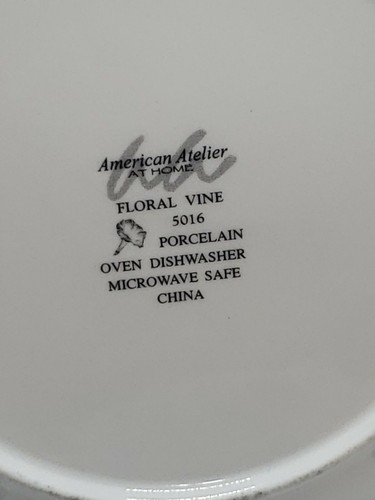 American Atelier
AT HOME
FLORAL VINE
5016
PORCELAIN
OVEN DISHWASHER
MICROWAVE SAFE
CHINA